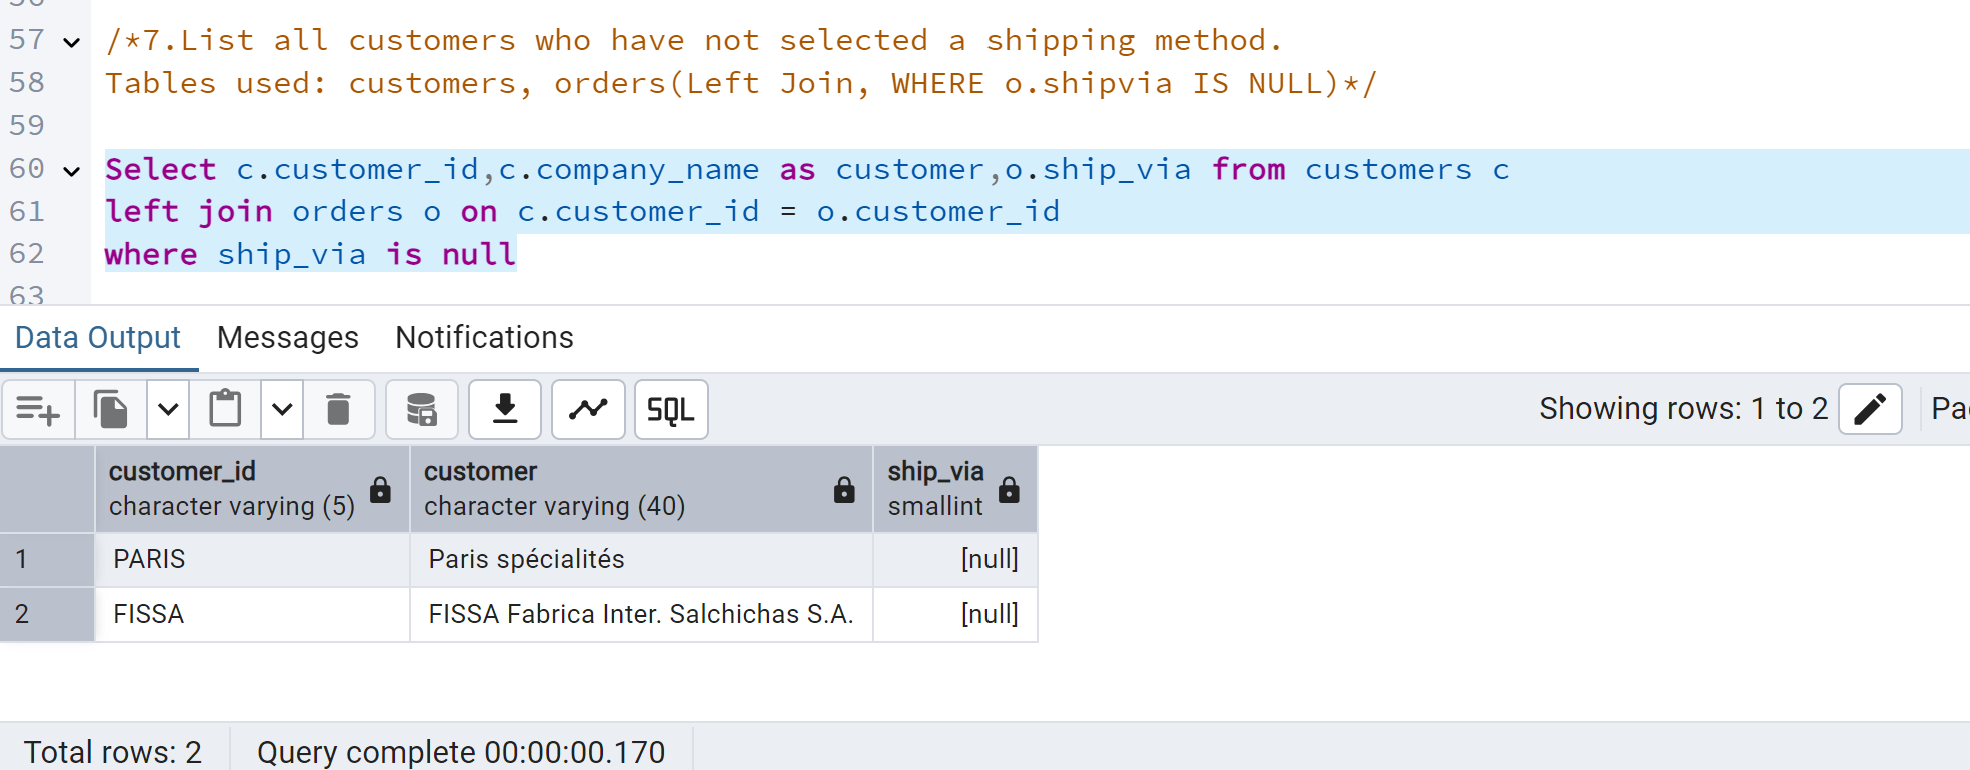 57 /*7.List all customers who have not selected a shipping method.
58 Tables used: customers, orders(Left Join, WHERE o.shipvia IS NULL)*/
59
60 Select c.customer_id,c.company_name as customer,o.ship_via from customers c
61 left join orders o on c.customer_id = o.customer_id
62 where ship_via is null
63
Data Output Messages Notifications
SQL Showing rows: 1 to 2
customer_id customer ship_via
character varying (5) character varying (40) smallint
1 PARIS Paris spécialités [null]
2 FISSA FISSA Fabrica Inter. Salchichas S.A. [null]
Total rows: 2 Query complete 00:00:00.170